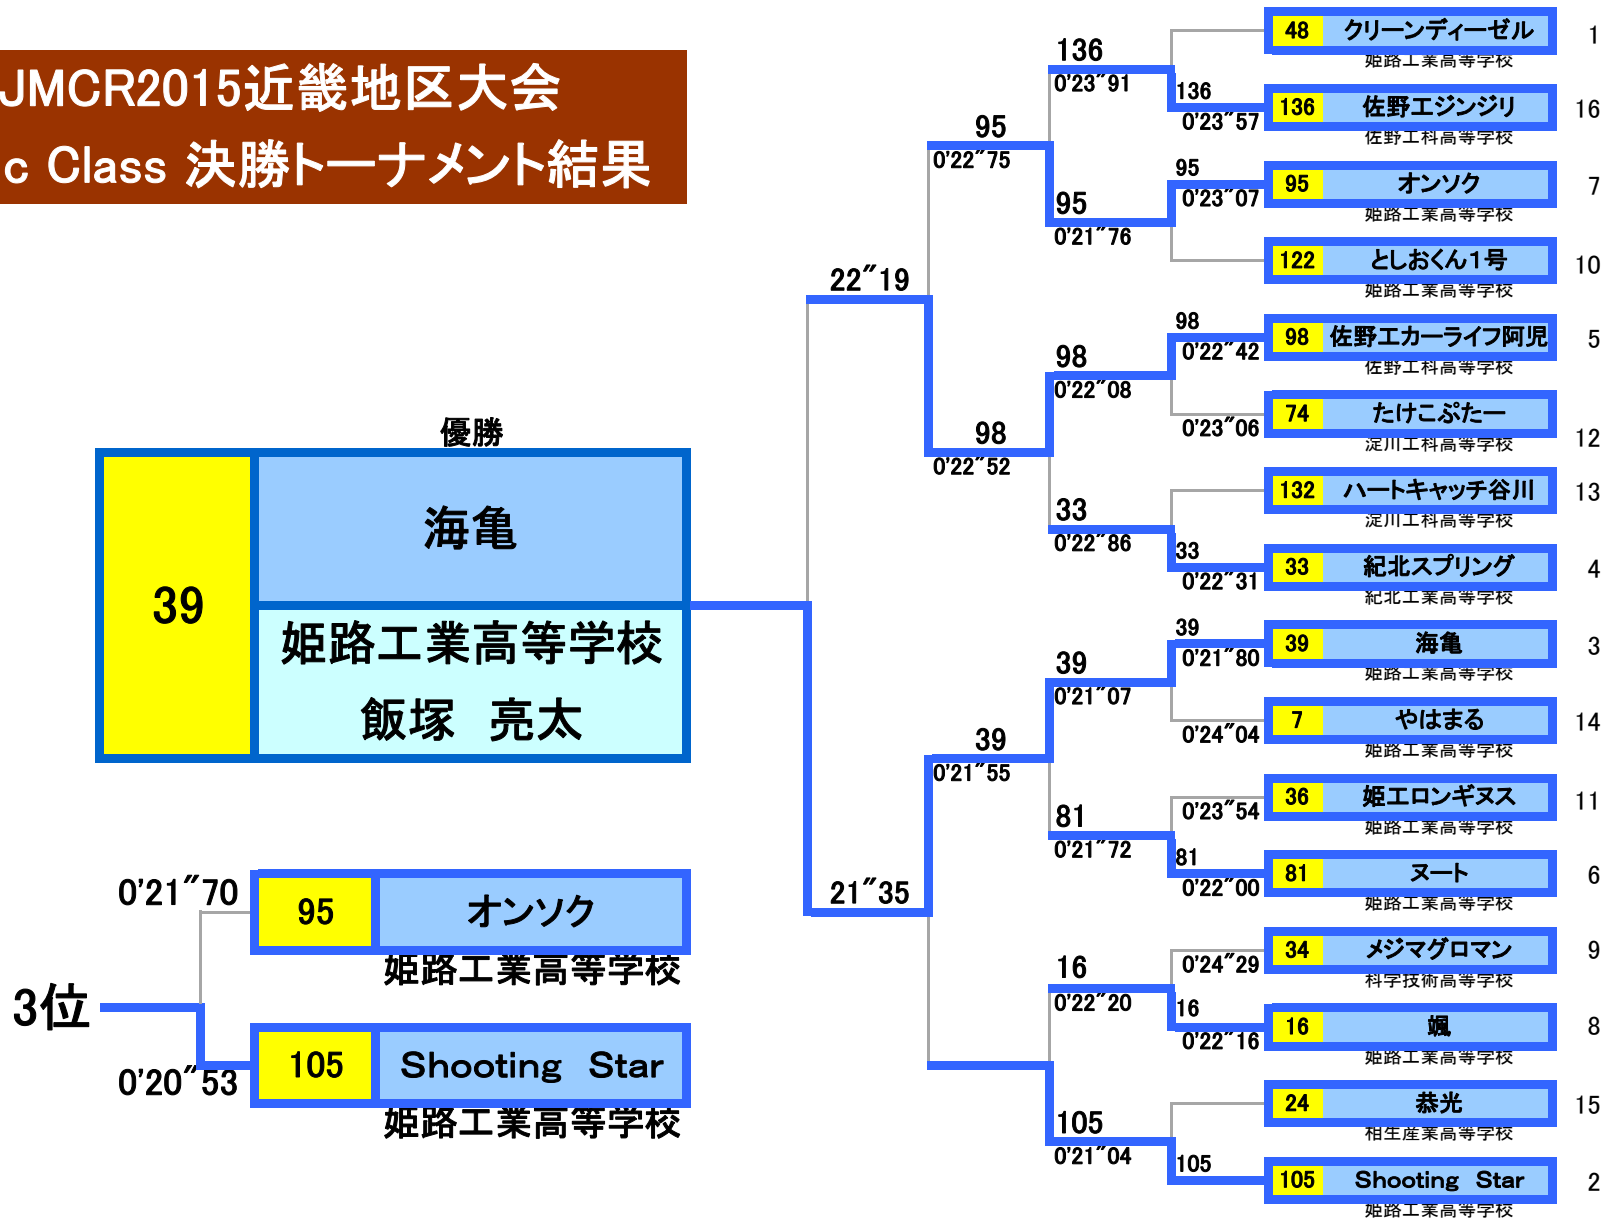 JMCR2015近畿地区大会
c Class 決勝トーナメント結果
優勝
39
海亀
姫路工業高等学校
飯塚 亮太
3位
0'21"70
95
オンソク
姫路工業高等学校
0'20"53
105
Shooting Star
姫路工業高等学校
22"19
21"35
95
0'22"75
98
0'22"52
39
0'21"55
136
0'23"91
95
0'21"76
98
0'22"08
33
0'22"86
39
0'21"07
81
0'21"72
16
0'22"20
105
0'21"04
48 クリーンディーゼル 1
姫路工業高等学校
136
0'23"57
136 佐野エジンジリ 16
佐野工科高等学校
95
0'23"07
95 オンソク 7
姫路工業高等学校
122 としおくん1号 10
姫路工業高等学校
98
0'22"42
98 佐野工カーライフ阿児 5
佐野工科高等学校
0'23"06
74 たけこぷたー 12
淀川工科高等学校
132 ハートキャッチ谷川 13
淀川工科高等学校
33
0'22"31
33 紀北スプリング 4
紀北工業高等学校
39
0'21"80
39 海亀 3
姫路工業高等学校
0'24"04
7 やはまる 14
姫路工業高等学校
0'23"54
36 姫工ロンギヌス 11
姫路工業高等学校
81
0'22"00
81 ヌート 6
姫路工業高等学校
0'24"29
34 メジマグロマン 9
科学技術高等学校
16
0'22"16
16 颯 8
姫路工業高等学校
24 恭光 15
相生産業高等学校
105
105 Shooting Star 2
姫路工業高等学校